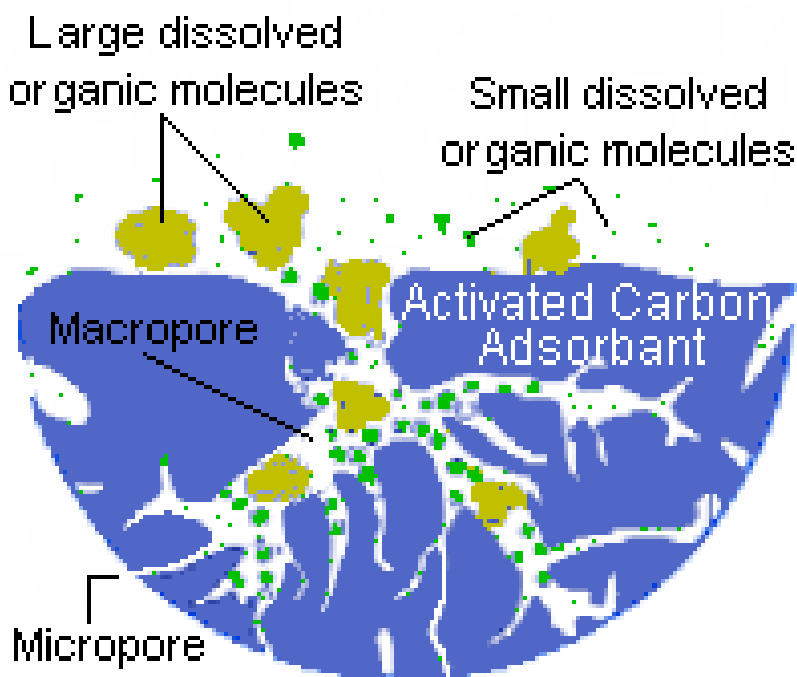 Large dissolved
organic molecules
Small dissolved
organic molecules
Activated Carbon
Adsorbant
Macropore
Micropore